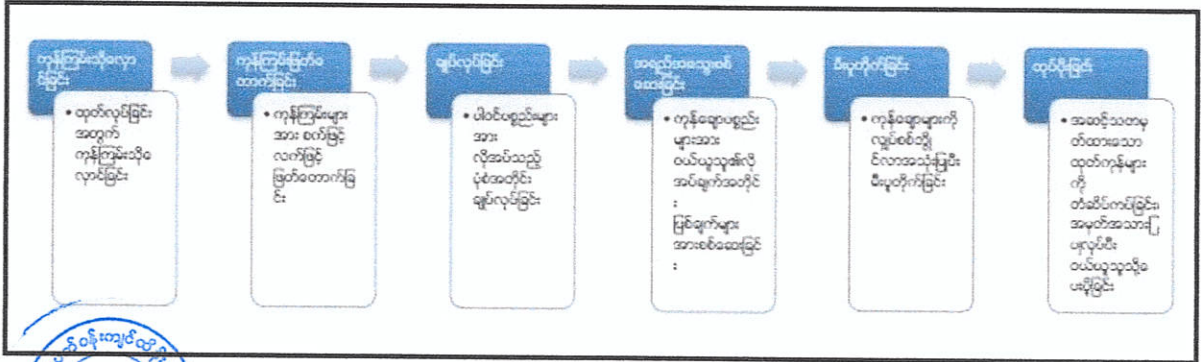 ကုန်ကြမ်းသိုလှော
င်ခြင်း
• ထုတ်လုပ်ခြင်း
အတွက်
ကုန်ကြမ်းသိုလေ
ှာင်ခြင်း
ကုန်ကြမ်းဖြတ်တေ
ာက်ခြင်း
• ကုန်ကြမ်းများ
အား စက်ဖြင့်
လက်ဖြင့်
ဖြတ်တောက်ခြ
င်း
ချုပ်လုပ်ခြင်း
• ပါဝင်ပစ္စည်းများ
အား
လိုအပ်သည့်
ပုံစံအတိုင်း
ချုပ်လုပ်ခြင်း
အရည်အသွေးစစ်
ဆေးခြင်း
• ကုန်ချောပစ္စည်း
များအား
ဝယ်ယူသူ၏လို
အပ်ချက်အတိုင်
း
ပြစ်ချက်များ
အားစစ်ဆေးခြင်
း
မီးပူတိုက်ခြင်း
• ကုန်ချောများကို
လျှပ်စစ်ဘွို
င်လာအသုံးပြုပီး
မီးပူတိုက်ခြင်း
ထုပ်ပိုးခြင်း
• အဆင့်သတမှ
တ်ထားသော
ထုတ်ကုန်များ
ကို
တံဆိပ်ကပ်ခြင်း၊
အမှတ်အသားပြ
ုလုပ်ပီး
ဝယ်ယူသူသို့ပေ
းပို့ခြင်း